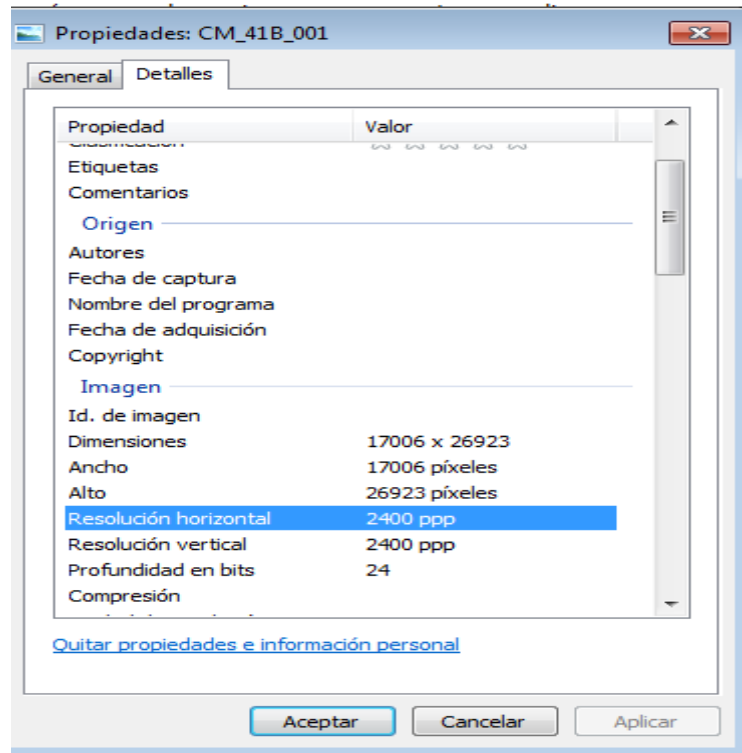 Propiedades: CM_41B_001
General Detalles
Propiedad Valor
Clasificación
Etiquetas
Comentarios
Origen
Autores
Fecha de captura
Nombre del programa
Fecha de adquisición
Copyright
Imagen
Id. de imagen
Dimensiones 17006 x 26923
Ancho 17006 píxeles
Alto 26923 píxeles
Resolución horizontal 2400 ppp
Resolución vertical 2400 ppp
Profundidad en bits 24
Compresión
Quitar propiedades e información personal
Aceptar Cancelar Aplicar